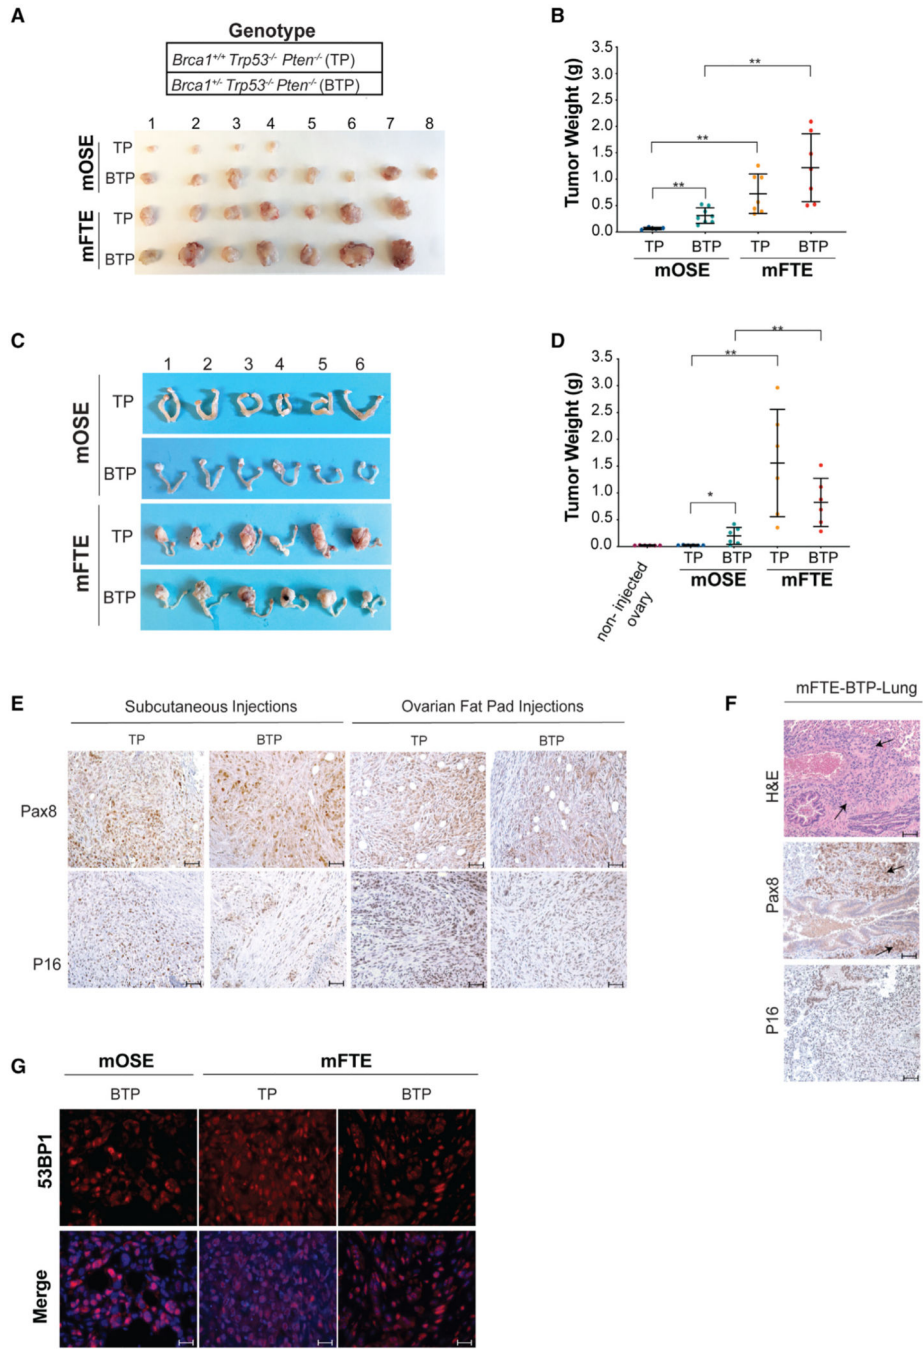 A
Genotype
Brca1+/+ Trp53-/- Pten-/- (TP)
Brca1+/- Trp53-/- Pten-/- (BTP)
1 2 3 4 5 6 7 8
mOSE
TP
BTP
mFTE
TP
BTP
B
Tumor Weight (g)
3.5
3.0
2.5
2.0
1.5
1.0
0.5
0.0
**
**
**
TP BTP TP BTP
mOSE mFTE
C
1 2 3 4 5 6
mOSE
TP
BTP
mFTE
TP
BTP
D
Tumor Weight (g)
3.5
3.0
2.5
2.0
1.5
1.0
0.5
0.0
**
**
*
TP BTP TP BTP
non- injected
ovary
mOSE mFTE
E
Subcutaneous Injections Ovarian Fat Pad Injections
TP BTP TP BTP
Pax8
P16
F
mFTE-BTP-Lung
H&E
Pax8
P16
G
mOSE mFTE
BTP TP BTP
53BP1
Merge